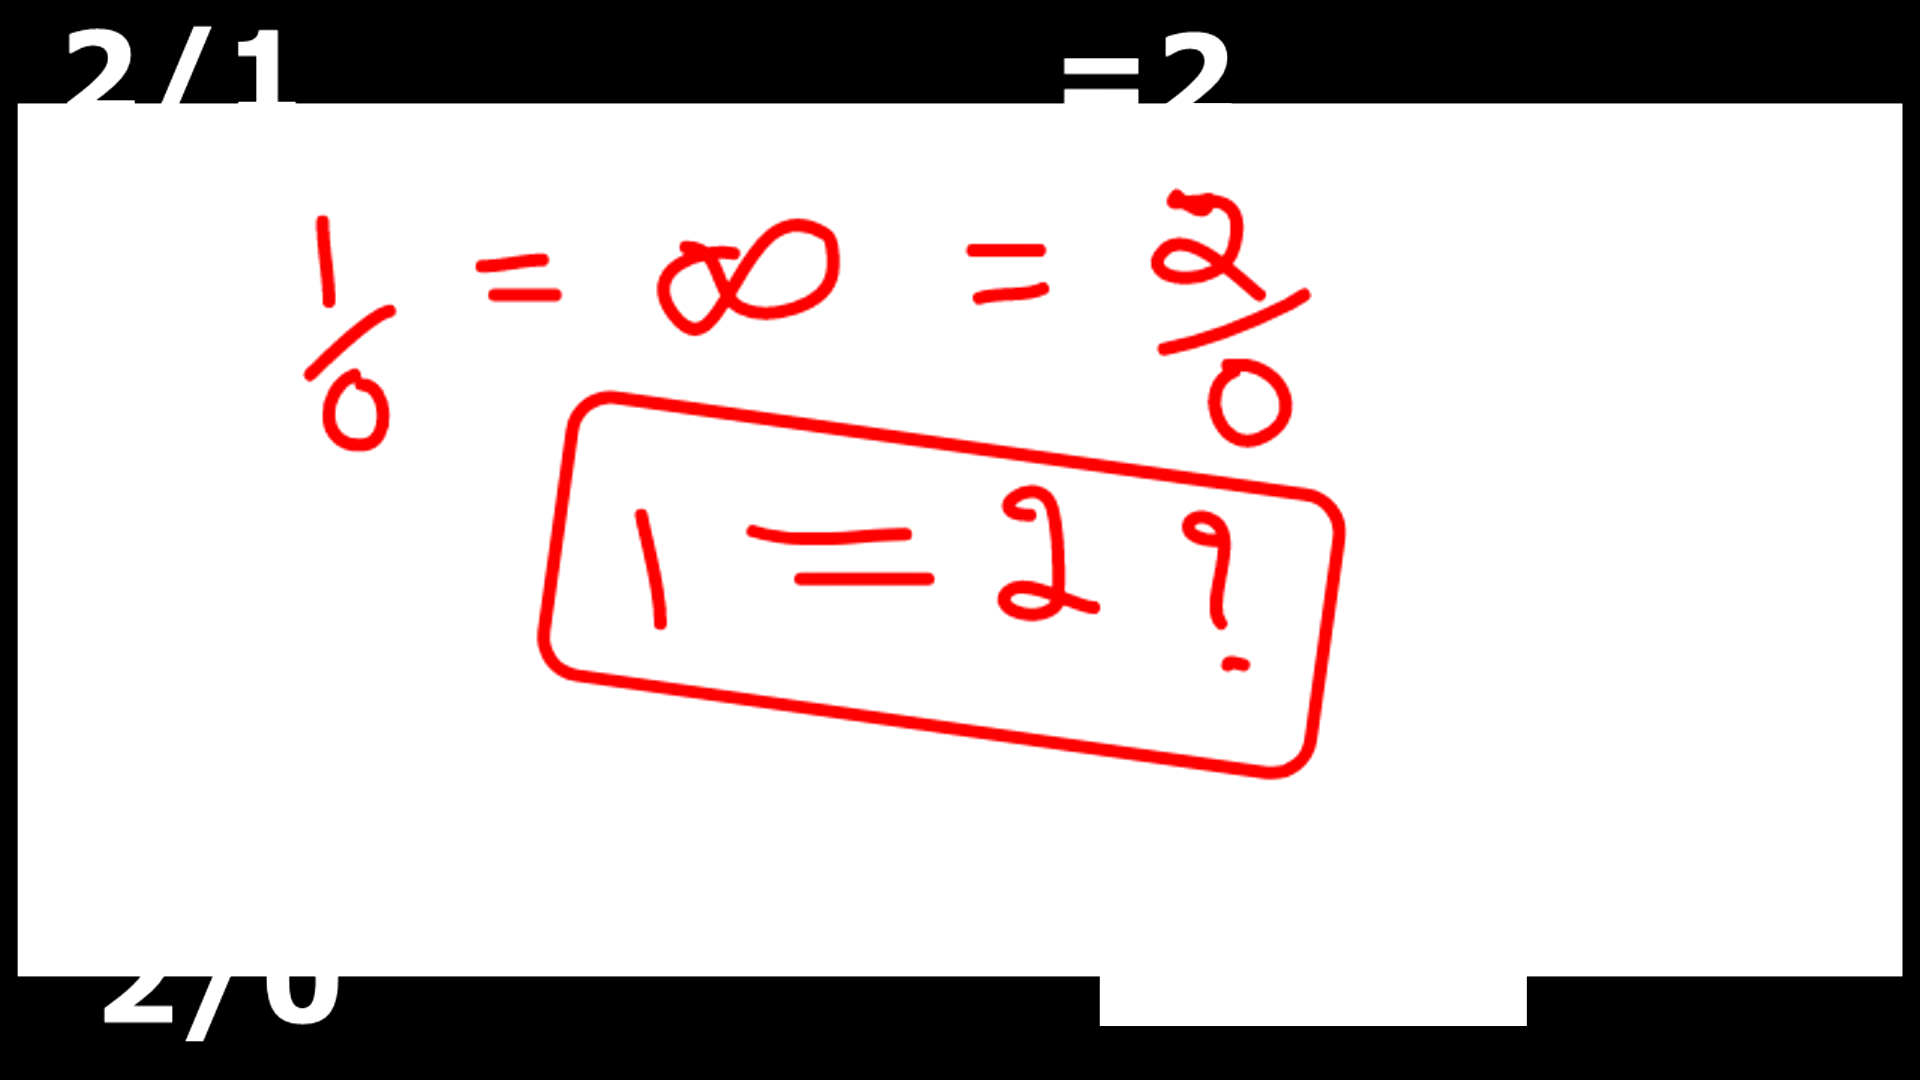 2/1 =2
1/0 = ∞ = 2/0
1 = 2 ?
2/0